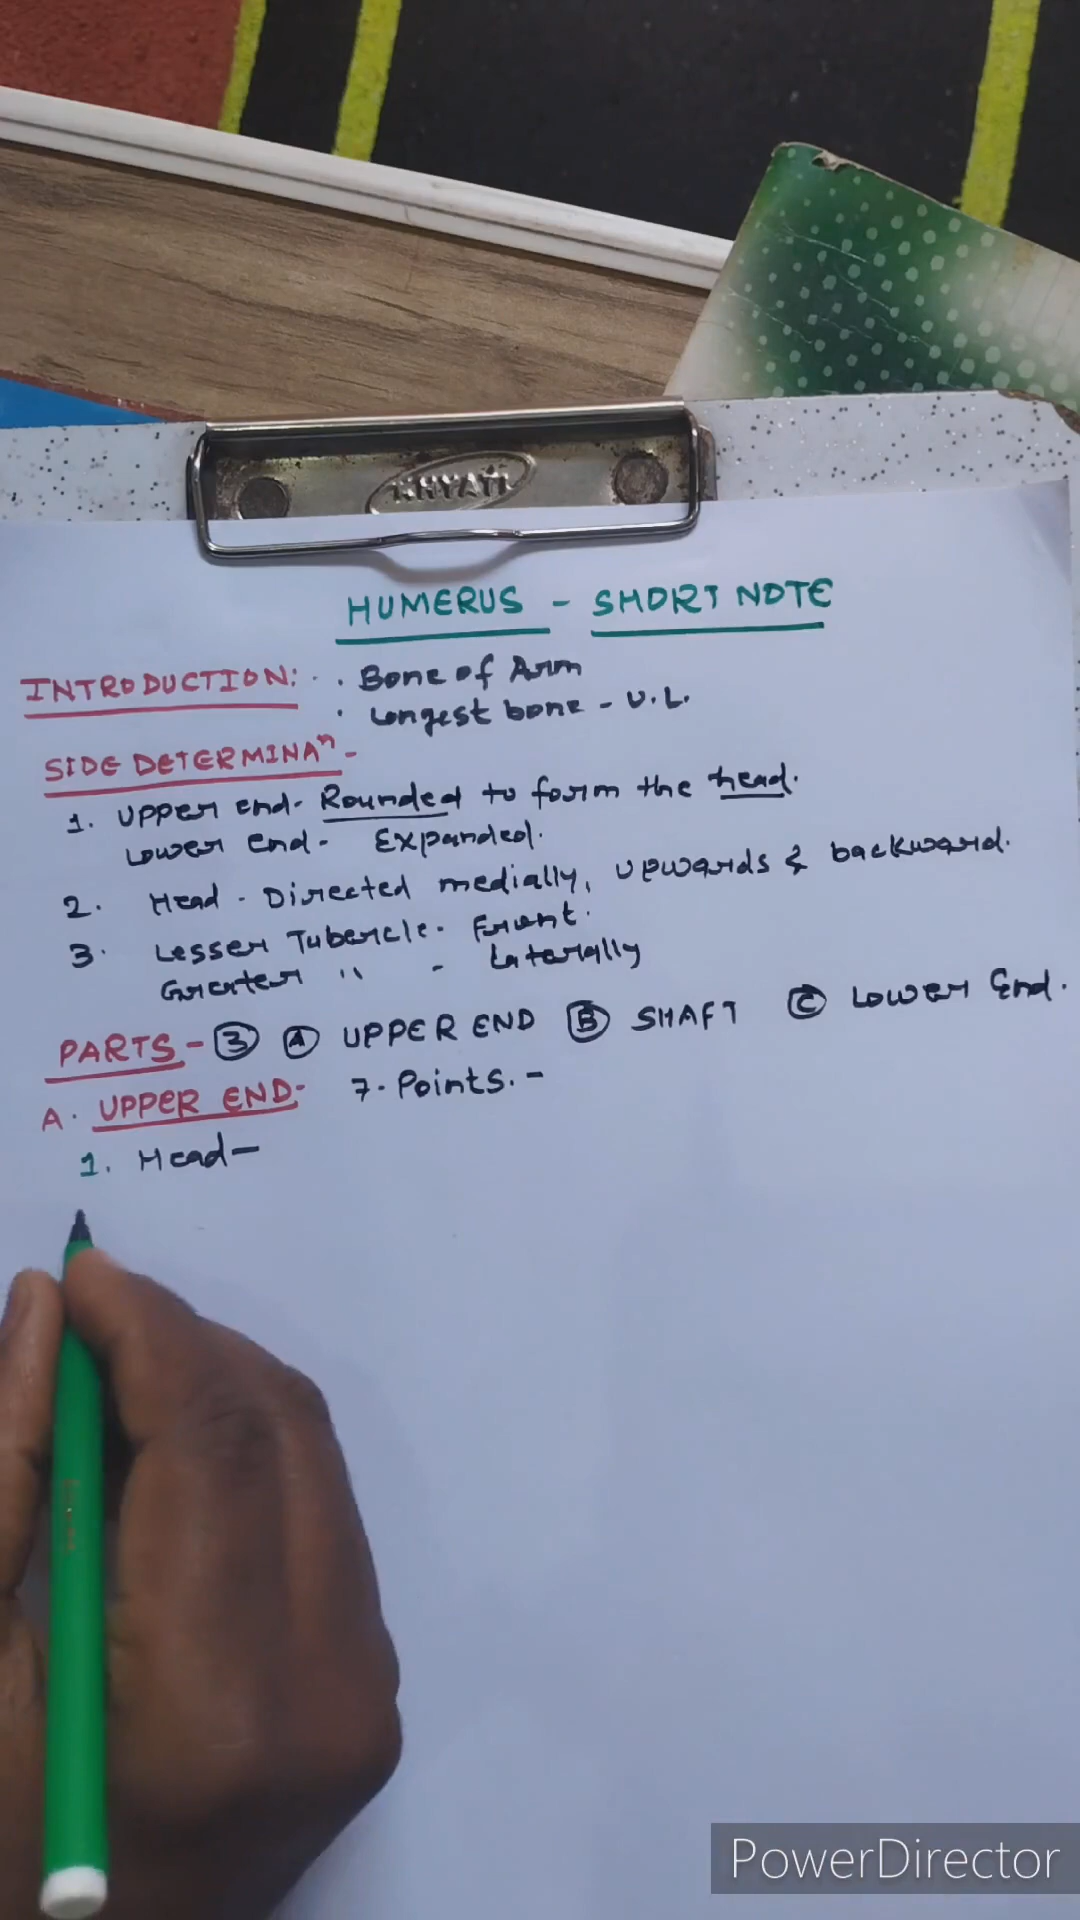 KHYATI
HUMERUS - SHORT NOTE
INTRODUCTION: . Bone of Arm
. Longest bone - U.L.
SIDE DETERMINAⁿ -
1. Upper end - Rounded to form the head.
Lower end - Expanded.
2. Head - Directed medially, upwards & backward.
3. Lesser Tubercle - Front.
Greater " - Laterally
PARTS - ③ Ⓐ UPPER END Ⓑ SHAFT Ⓒ Lower End.
A. UPPER END - 7. Points. -
1. Head -
PowerDirector